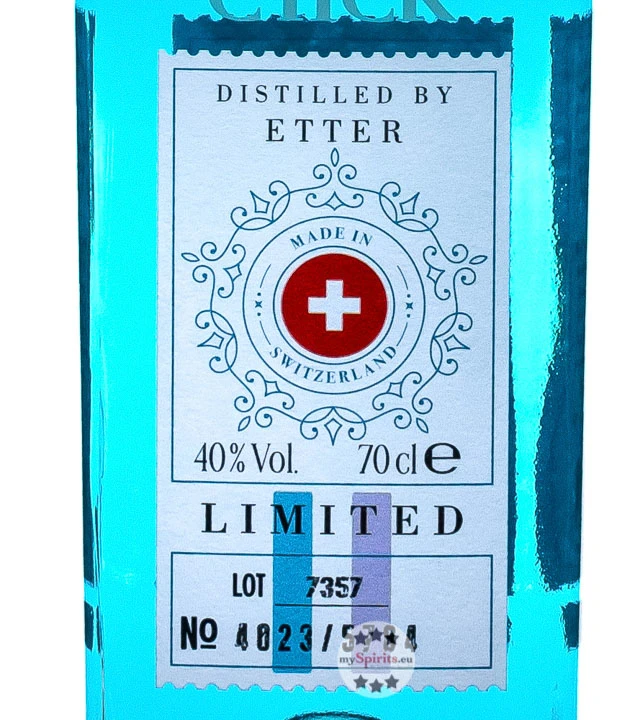 DISTILLED BY
ETTER
MADE IN
SWITZERLAND
40% Vol. 70 cl e
LIMITED
LOT 7357
No 4023/
mySpirits.eu